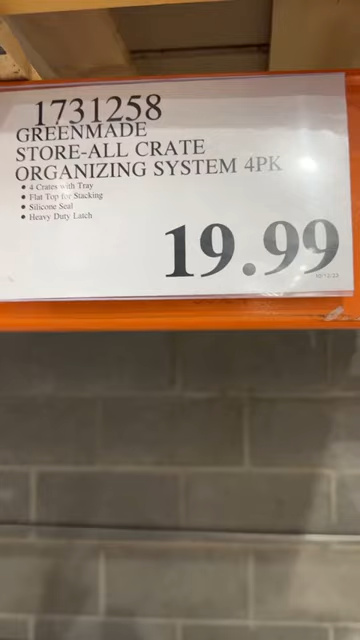 1731258
GREENMADE
STORE-ALL CRATE
ORGANIZING SYSTEM 4PK
• 4 Crates with Tray
• Flat Top for Stacking
• Silicone Seal
• Heavy Duty Latch
19.99